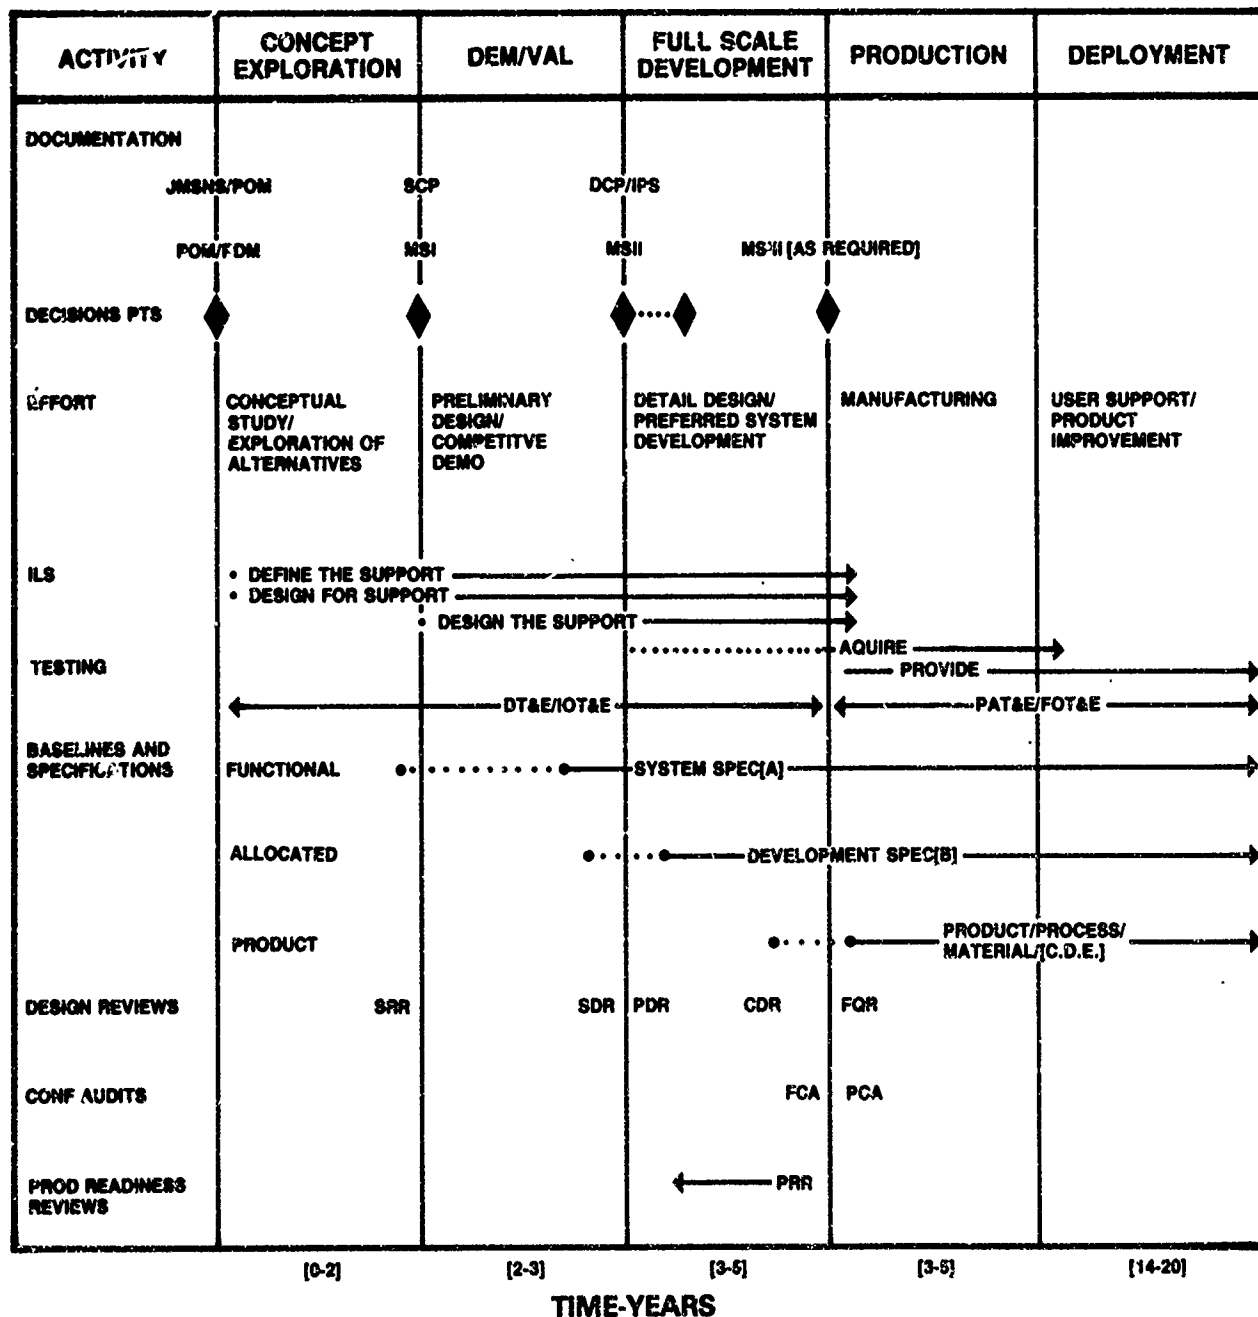 ACTIVITY
CONCEPT
EXPLORATION
DEM/VAL
FULL SCALE
DEVELOPMENT
PRODUCTION
DEPLOYMENT
DOCUMENTATION
JMSNS/POM
SCP
DCP/IPS
POM/FDM
MSI
MSII
MSIII [AS REQUIRED]
DECISIONS PTS
EFFORT
CONCEPTUAL
STUDY/
EXPLORATION OF
ALTERNATIVES
PRELIMINARY
DESIGN/
COMPETITVE
DEMO
DETAIL DESIGN/
PREFERRED SYSTEM
DEVELOPMENT
MANUFACTURING
USER SUPPORT/
PRODUCT
IMPROVEMENT
ILS
• DEFINE THE SUPPORT
• DESIGN FOR SUPPORT
• DESIGN THE SUPPORT
AQUIRE
TESTING
PROVIDE
DT&E/IOT&E
PAT&E/FOT&E
BASELINES AND
SPECIFICATIONS
FUNCTIONAL
SYSTEM SPEC[A]
ALLOCATED
DEVELOPMENT SPEC[B]
PRODUCT
PRODUCT/PROCESS/
MATERIAL/[C.D.E.]
DESIGN REVIEWS
SRR
SDR
PDR
CDR
FQR
CONF AUDITS
FCA
PCA
PROD READINESS
REVIEWS
PRR
[0-2]
[2-3]
[3-5]
[3-5]
[14-20]
TIME-YEARS